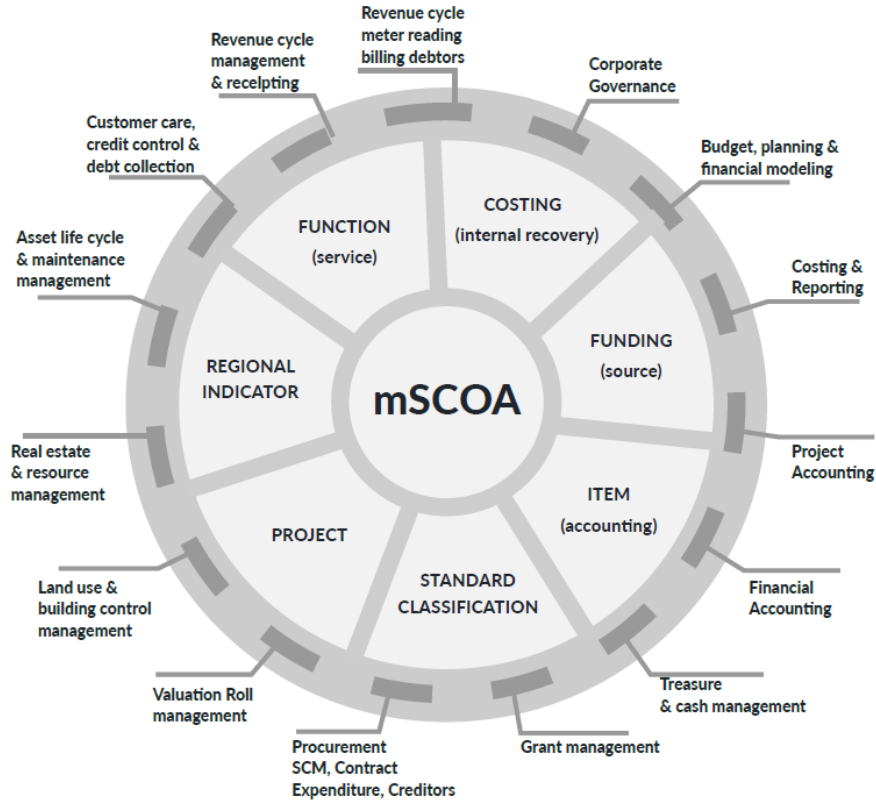 Revenue cycle
meter reading
billing debtors
Revenue cycle
management
& recelpting
Corporate
Governance
Customer care,
credit control &
debt collection
Budget, planning &
financial modeling
Asset life cycle
& maintenance
management
Costing &
Reporting
Real estate
& resource
management
Project
Accounting
Land use &
building control
management
Financial
Accounting
Valuation Roll
management
Treasure
& cash management
Procurement
SCM, Contract
Expenditure, Creditors
Grant management
FUNCTION
(service)
COSTING
(internal recovery)
FUNDING
(source)
ITEM
(accounting)
STANDARD
CLASSIFICATION
PROJECT
REGIONAL
INDICATOR
mSCOA